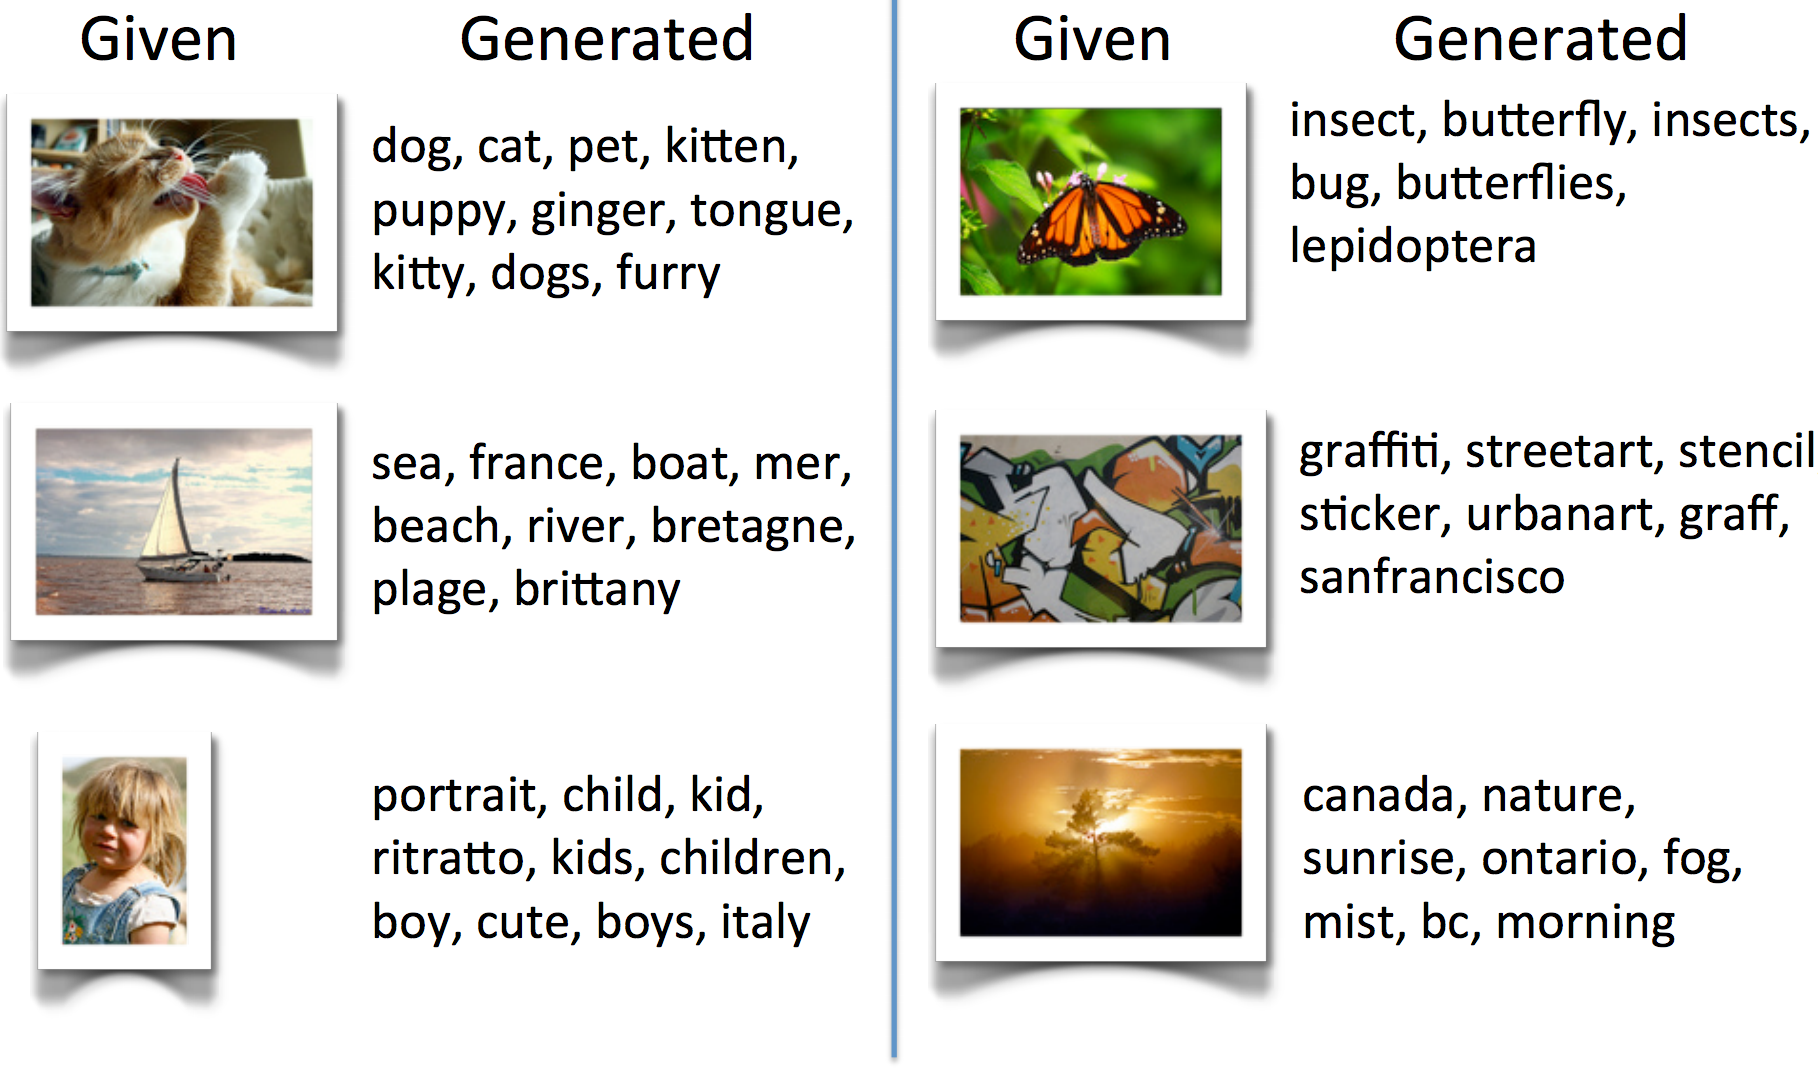 Given
Generated
dog, cat, pet, kitten,
puppy, ginger, tongue,
kitty, dogs, furry
sea, france, boat, mer,
beach, river, bretagne,
plage, brittany
portrait, child, kid,
ritratto, kids, children,
boy, cute, boys, italy
Given
Generated
insect, butterfly, insects,
bug, butterflies,
lepidoptera
graffiti, streetart, stencil
sticker, urbanart, graff,
sanfrancisco
canada, nature,
sunrise, ontario, fog,
mist, bc, morning